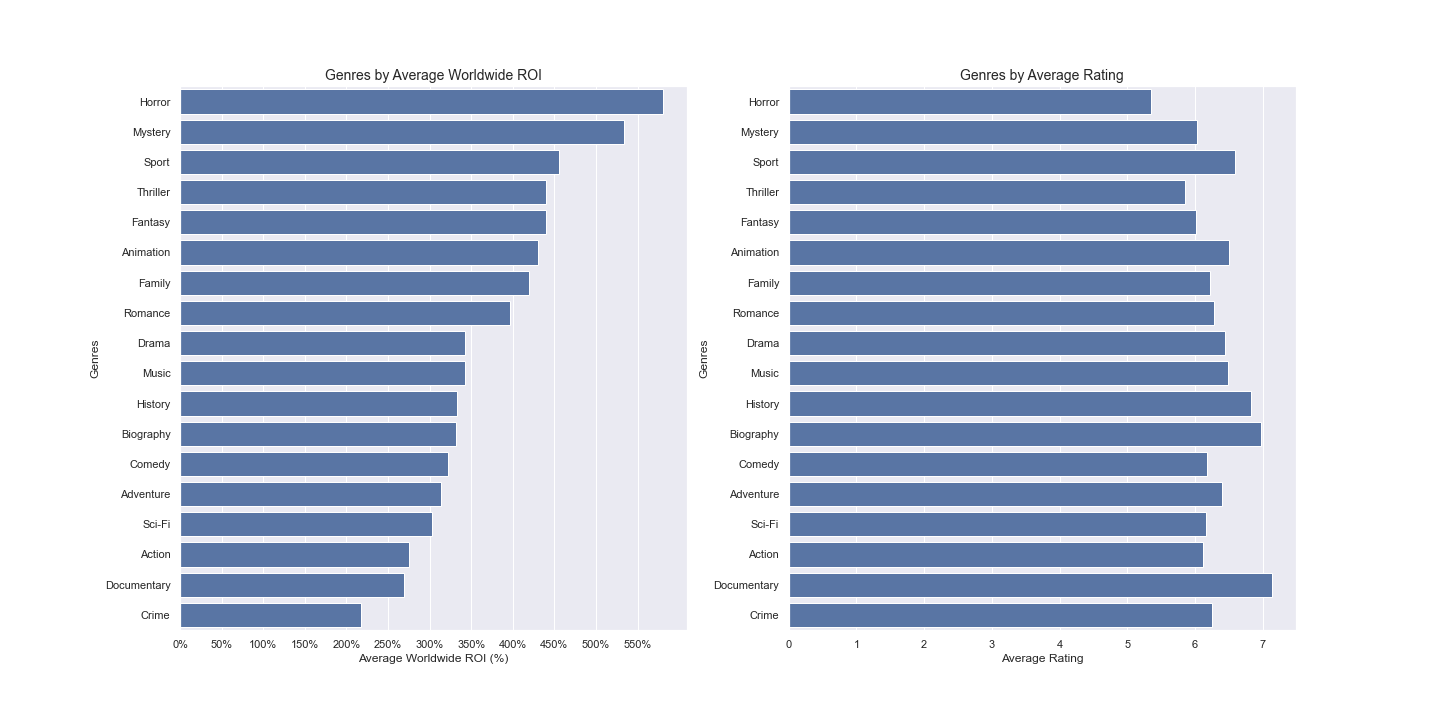 Genres by Average Worldwide ROI
Genres
Horror
Mystery
Sport
Thriller
Fantasy
Animation
Family
Romance
Drama
Music
History
Biography
Comedy
Adventure
Sci-Fi
Action
Documentary
Crime
0% 50% 100% 150% 200% 250% 300% 350% 400% 450% 500% 550%
Average Worldwide ROI (%)
Genres by Average Rating
Genres
Horror
Mystery
Sport
Thriller
Fantasy
Animation
Family
Romance
Drama
Music
History
Biography
Comedy
Adventure
Sci-Fi
Action
Documentary
Crime
0 1 2 3 4 5 6 7
Average Rating